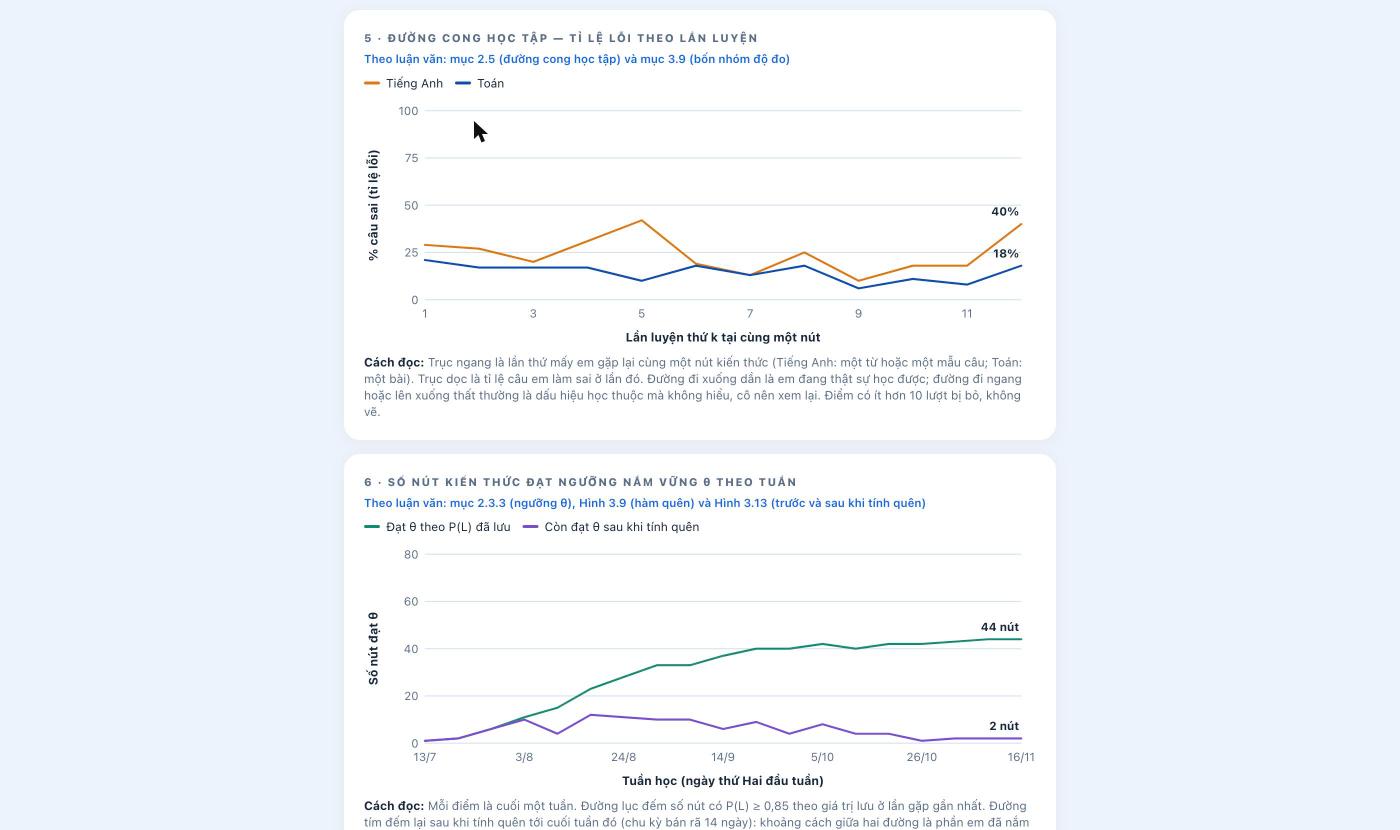 5 · ĐƯỜNG CONG HỌC TẬP — TỈ LỆ LỖI THEO LẦN LUYỆN
Theo luận văn: mục 2.5 (đường cong học tập) và mục 3.9 (bốn nhóm độ đo)
Tiếng Anh Toán
100
75
50
25
0
% câu sai (tỉ lệ lỗi)
40%
18%
1 3 5 7 9 11
Lần luyện thứ k tại cùng một nút
Cách đọc: Trục ngang là lần thứ mấy em gặp lại cùng một nút kiến thức (Tiếng Anh: một từ hoặc một mẫu câu; Toán:
một bài). Trục dọc là tỉ lệ câu em làm sai ở lần đó. Đường đi xuống dần là em đang thật sự học được; đường đi ngang
hoặc lên xuống thất thường là dấu hiệu học thuộc mà không hiểu, cô nên xem lại. Điểm có ít hơn 10 lượt bị bỏ, không
vẽ.
6 · SỐ NÚT KIẾN THỨC ĐẠT NGƯỠNG NẮM VỮNG θ THEO TUẦN
Theo luận văn: mục 2.3.3 (ngưỡng θ), Hình 3.9 (hàm quên) và Hình 3.13 (trước và sau khi tính quên)
Đạt θ theo P(L) đã lưu Còn đạt θ sau khi tính quên
80
60
40
20
0
Số nút đạt θ
44 nút
2 nút
13/7 3/8 24/8 14/9 5/10 26/10 16/11
Tuần học (ngày thứ Hai đầu tuần)
Cách đọc: Mỗi điểm là cuối một tuần. Đường lục đếm số nút có P(L) ≥ 0,85 theo giá trị lưu ở lần gặp gần nhất. Đường
tím đếm lại sau khi tính quên tới cuối tuần đó (chu kỳ bán rã 14 ngày): khoảng cách giữa hai đường là phần em đã nắm